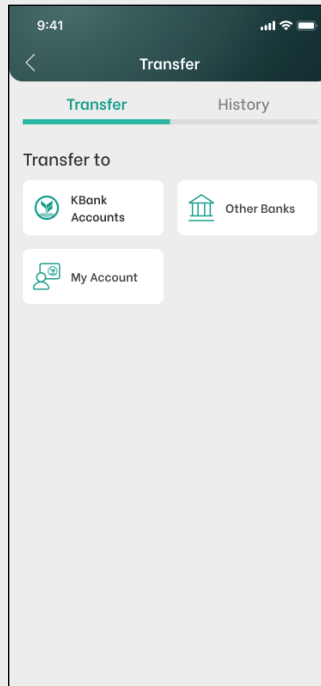 9:41
Transfer
Transfer History
Transfer to
KBank
Accounts
Other Banks
My Account